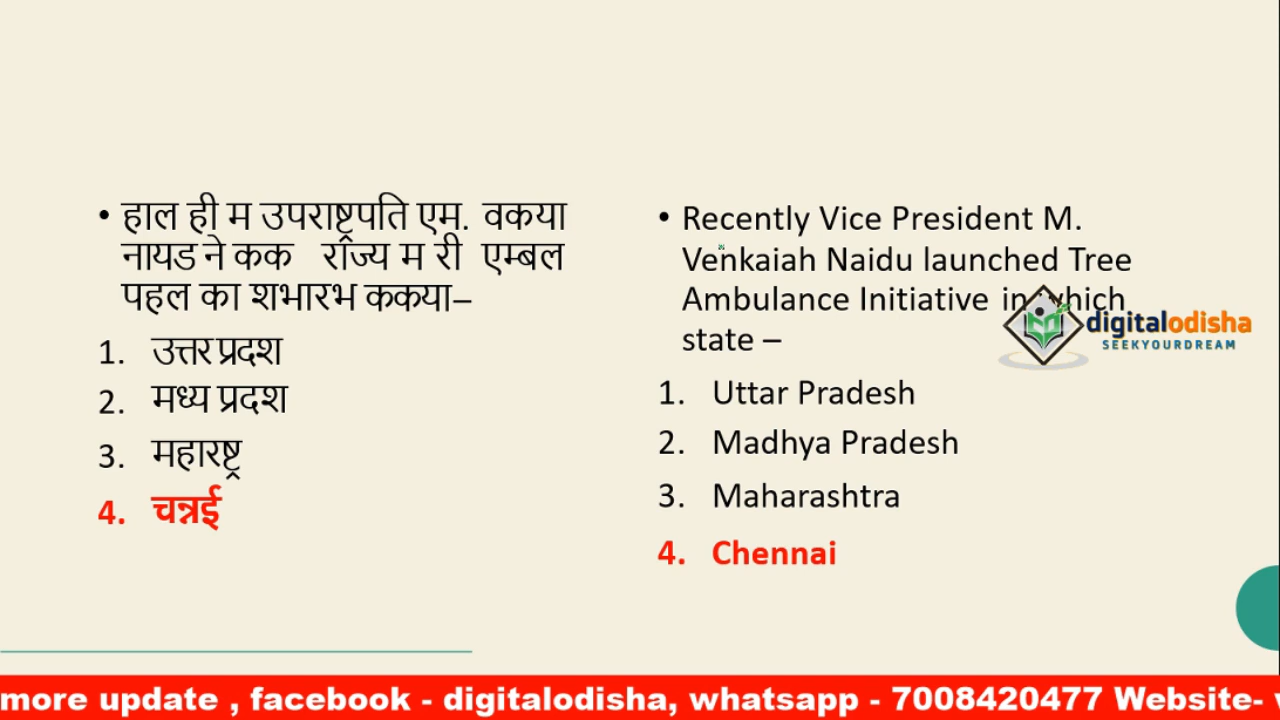 • हाल ही म उपराष्ट्रपति एम. वकया
नायड ने कक राज्य म री एम्बल
पहल का शभारभ ककया–
1. उत्तर प्रदश
2. मध्य प्रदश
3. महाराष्ट्र
4. चन्नई
• Recently Vice President M.
Venkaiah Naidu launched Tree
Ambulance Initiative in which
state –
1. Uttar Pradesh
2. Madhya Pradesh
3. Maharashtra
4. Chennai
digitalodisha
SEEKYOURDREAM
more update , facebook - digitalodisha, whatsapp - 7008420477 Website-